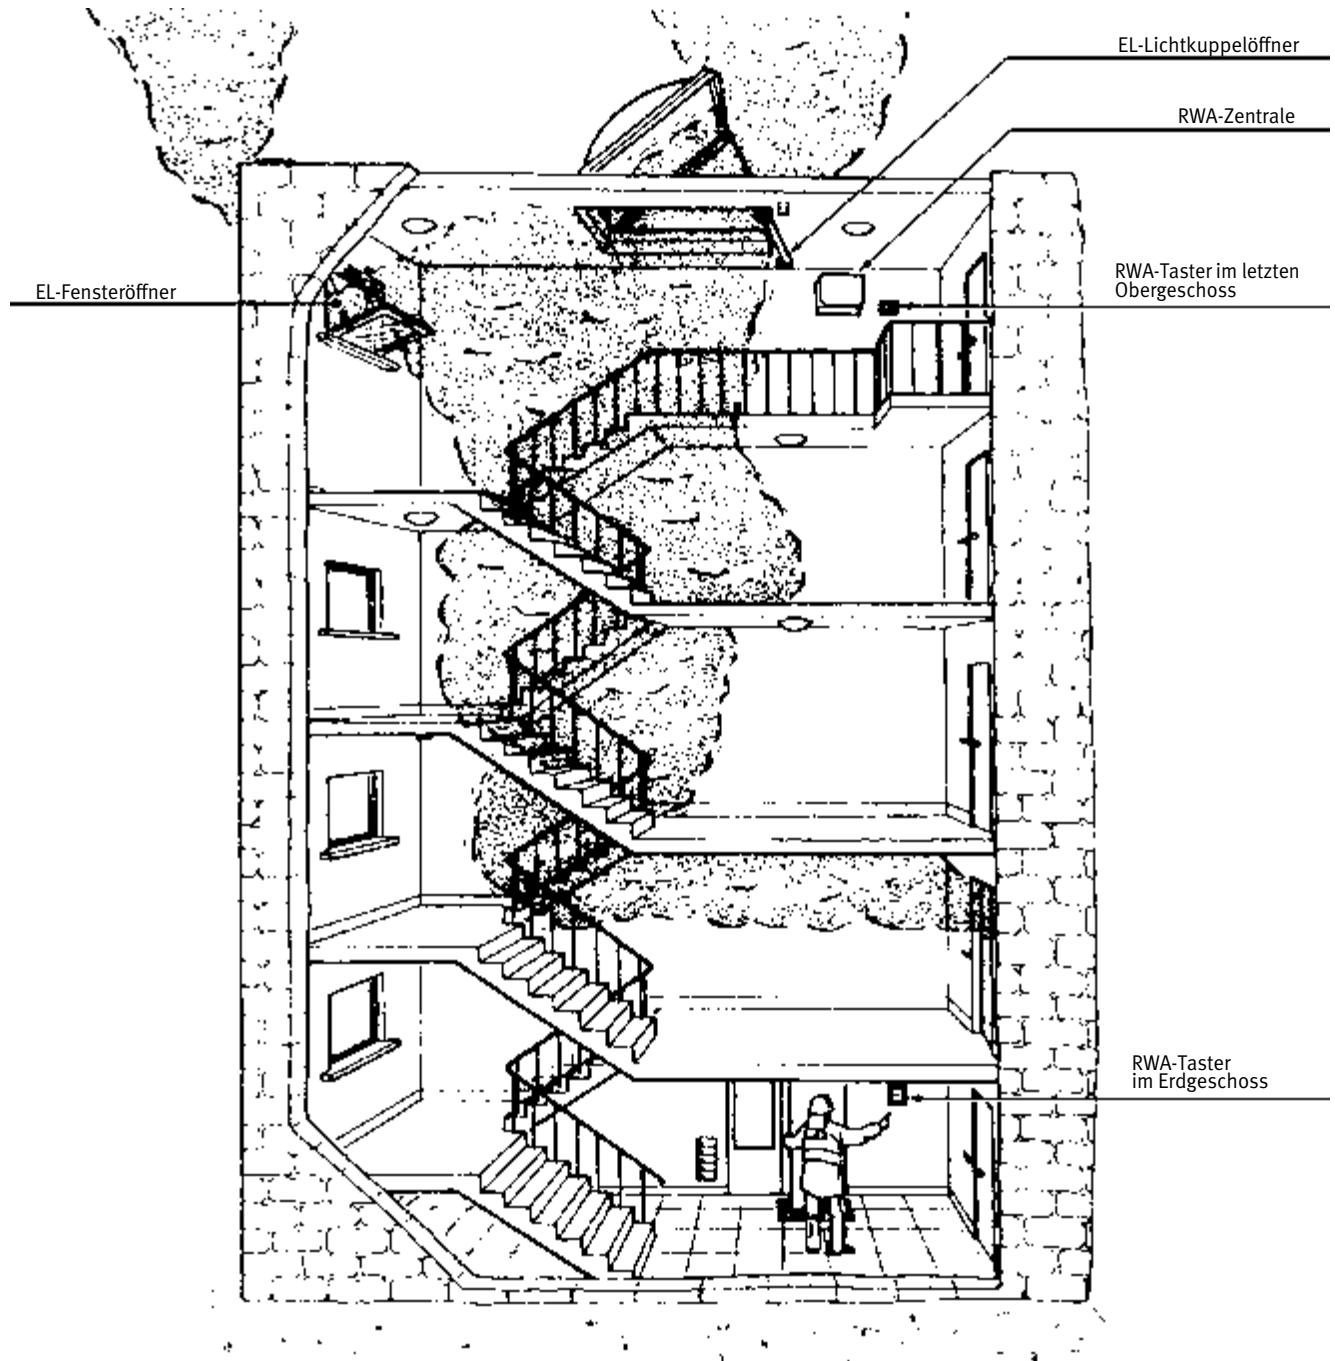 EL-Lichtkuppelöffner
RWA-Zentrale
RWA-Taster im letzten
Obergeschoss
EL-Fensteröffner
RWA-Taster
im Erdgeschoss